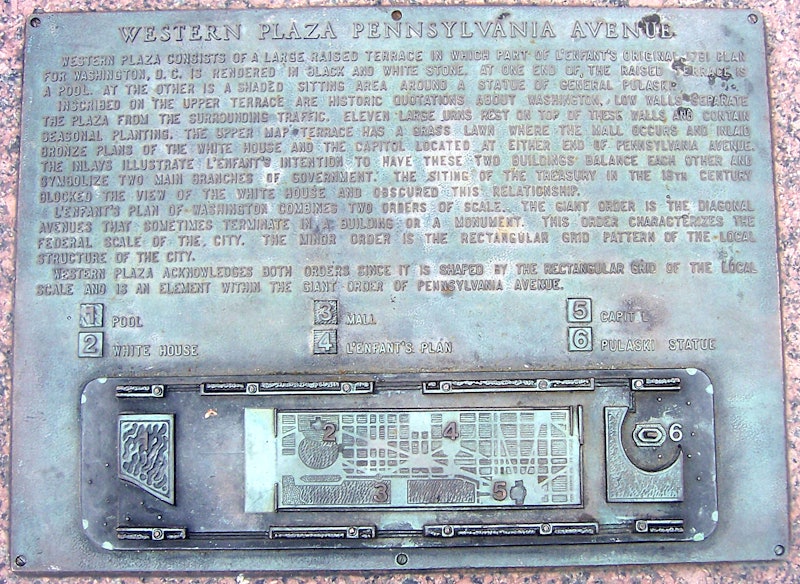 WESTERN PLAZA PENNSYLVANIA AVENUE
WESTERN PLAZA CONSISTS OF A LARGE RAISED TERRACE IN WHICH PART OF L'ENFANT'S ORIGINAL 1791 PLAN
FOR WASHINGTON, D.C. IS RENDERED IN BLACK AND WHITE STONE. AT ONE END OF THE RAISED TERRACE IS
A POOL. AT THE OTHER IS A SHADED SITTING AREA AROUND A STATUE OF GENERAL PULASKI.
INSCRIBED ON THE UPPER TERRACE ARE HISTORIC QUOTATIONS ABOUT WASHINGTON. LOW WALLS SEPARATE
THE PLAZA FROM THE SURROUNDING TRAFFIC. ELEVEN LARGE URNS REST ON TOP OF THESE WALLS AND CONTAIN
SEASONAL PLANTING. THE UPPER MAP TERRACE HAS A GRASS LAWN WHERE THE MALL OCCURS AND INLAID
BRONZE PLANS OF THE WHITE HOUSE AND THE CAPITOL LOCATED AT EITHER END OF PENNSYLVANIA AVENUE.
THE INLAYS ILLUSTRATE L'ENFANT'S INTENTION TO HAVE THESE TWO BUILDINGS BALANCE EACH OTHER AND
SYMBOLIZE TWO MAIN BRANCHES OF GOVERNMENT. THE SITING OF THE TREASURY IN THE 19TH CENTURY
BLOCKED THE VIEW OF THE WHITE HOUSE AND OBSCURED THIS RELATIONSHIP.
L'ENFANT'S PLAN OF WASHINGTON COMBINES TWO ORDERS OF SCALE. THE GIANT ORDER IS THE DIAGONAL
AVENUES THAT SOMETIMES TERMINATE IN A BUILDING OR A MONUMENT. THIS ORDER CHARACTERIZES THE
FEDERAL SCALE OF THE CITY. THE MINOR ORDER IS THE RECTANGULAR GRID PATTERN OF THE LOCAL
STRUCTURE OF THE CITY.
WESTERN PLAZA ACKNOWLEDGES BOTH ORDERS SINCE IT IS SHAPED BY THE RECTANGULAR GRID OF THE LOCAL
SCALE AND IS AN ELEMENT WITHIN THE GIANT ORDER OF PENNSYLVANIA AVENUE.
1 POOL 3 MALL 5 CAPITOL
2 WHITE HOUSE 4 L'ENFANT'S PLAN 6 PULASKI STATUE
1 2 4 6
3 5